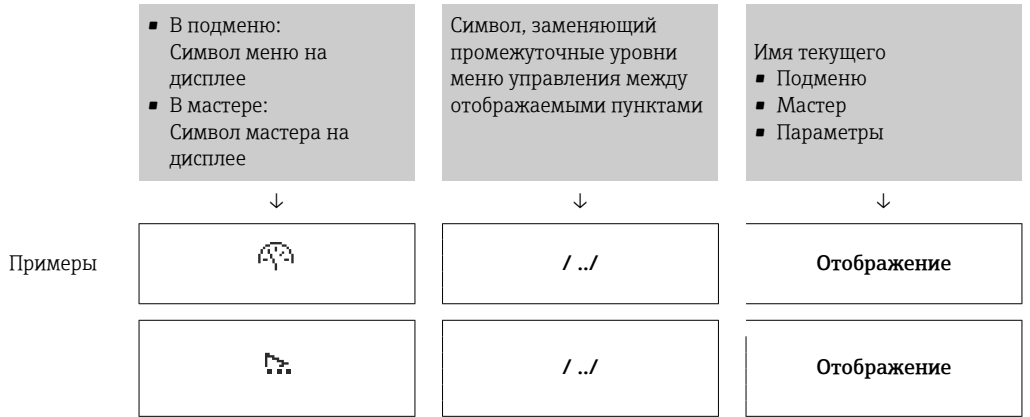 ▪ В подменю:
Символ меню на
дисплее
▪ В мастере:
Символ мастера на
дисплее
Символ, заменяющий
промежуточные уровни
меню управления между
отображаемыми пунктами
Имя текущего
▪ Подменю
▪ Мастер
▪ Параметры
↓ ↓ ↓
Примеры
/ ../
Отображение
/ ../
Отображение